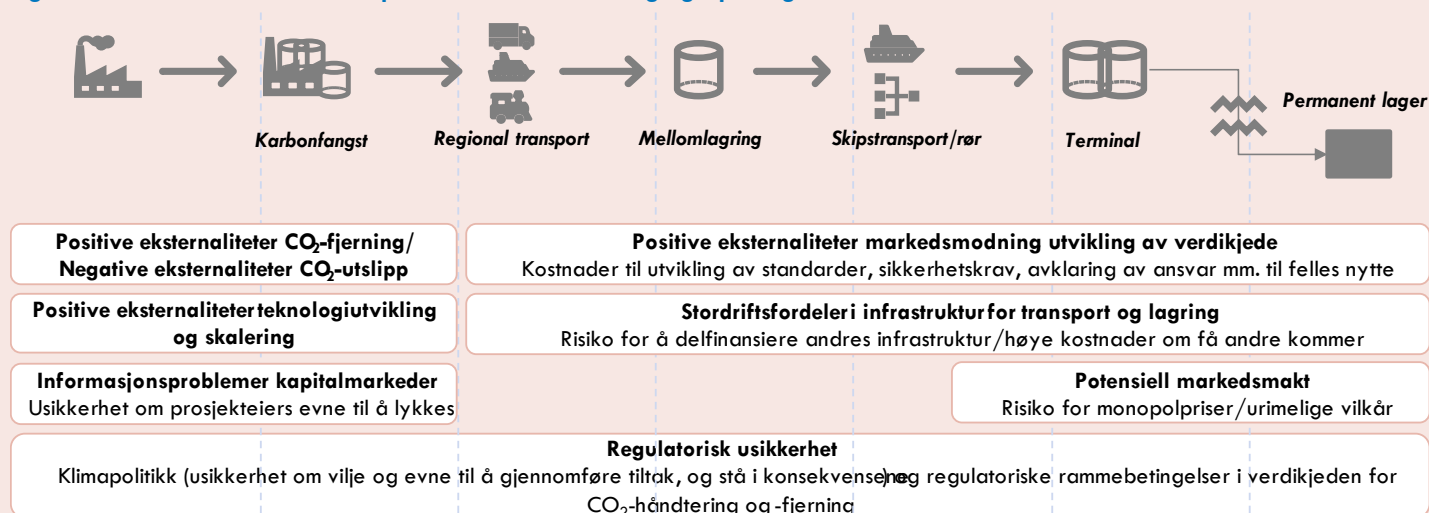 Permanent lager
Karbonfangst
Regional transport
Mellomlagring
Skipstransport/rør
Terminal
Positive eksternaliteter CO₂-fjerning/
Negative eksternaliteter CO₂-utslipp
Positive eksternaliteter markedsmodning utvikling av verdikjede
Kostnader til utvikling av standarder, sikkerhetskrav, avklaring av ansvar mm. til felles nytte
Positive eksternaliteter teknologiutvikling
og skalering
Stordriftsfordeler i infrastruktur for transport og lagring
Risiko for å delfinansiere andres infrastruktur/høye kostnader om få andre kommer
Informasjonsproblemer kapitalmarkeder
Usikkerhet om prosjekteiers evne til å lykkes
Potensiell markedsmakt
Risiko for monopolpriser/urimelige vilkår
Regulatorisk usikkerhet
Klimapolitikk (usikkerhet om vilje og evne til å gjennomføre tiltak, og stå i konsekvensene) og regulatoriske rammebetingelser i verdikjeden for
CO₂-håndtering og -fjerning